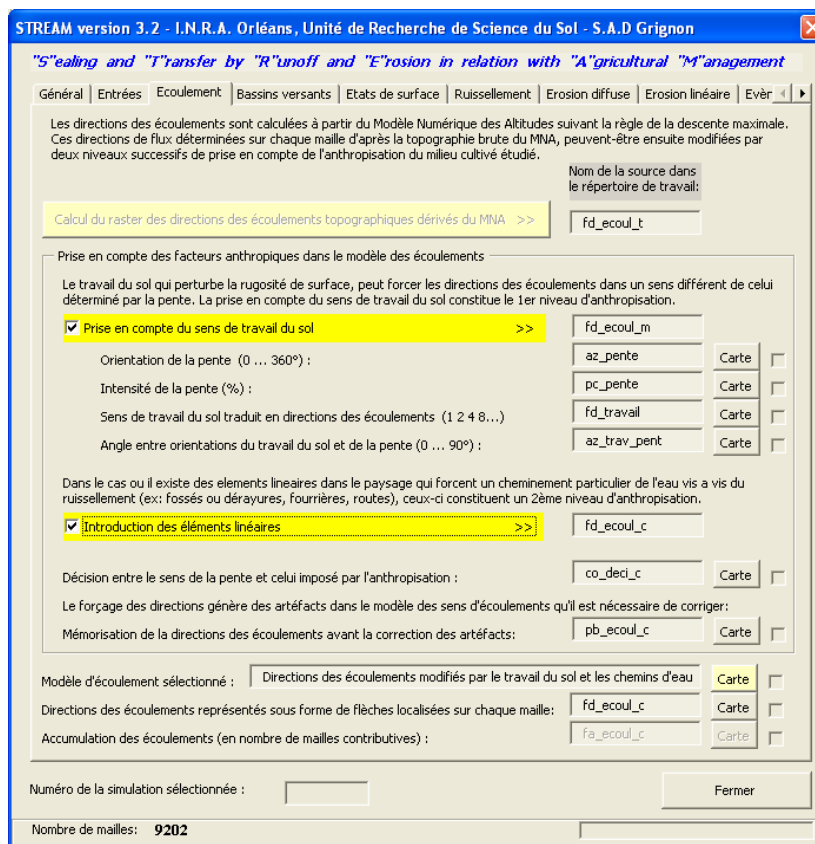 STREAM version 3.2 - I.N.R.A. Orléans, Unité de Recherche de Science du Sol - S.A.D Grignon
"S"ealing and "T"ransfer by "R"unoff and "E"rosion in relation with "A"gricultural "M"anagement
Général Entrées Ecoulement Bassins versants Etats de surface Ruissellement Erosion diffuse Erosion linéaire Evèr
Les directions des écoulements sont calculées à partir du Modèle Numérique des Altitudes suivant la règle de la descente maximale.
Ces directions de flux déterminées sur chaque maille d'après la topographie brute du MNA, peuvent-être ensuite modifiées par
deux niveaux successifs de prise en compte de l'anthropisation du milieu cultivé étudié.
Nom de la source dans
le répertoire de travail:
Calcul du raster des directions des écoulements topographiques dérivés du MNA >> fd_ecoul_t
Prise en compte des facteurs anthropiques dans le modèle des écoulements
Le travail du sol qui perturbe la rugosité de surface, peut forcer les directions des écoulements dans un sens différent de celui
déterminé par la pente. La prise en compte du sens de travail du sol constitue le 1er niveau d'anthropisation.
Prise en compte du sens de travail du sol >> fd_ecoul_m
Orientation de la pente (0 ... 360°) : az_pente Carte
Intensité de la pente (%) : pc_pente Carte
Sens de travail du sol traduit en directions des écoulements (1 2 4 8...) fd_travail Carte
Angle entre orientations du travail du sol et de la pente (0 ... 90°) : az_trav_pent Carte
Dans le cas ou il existe des elements lineaires dans le paysage qui forcent un cheminement particulier de l'eau vis a vis du
ruissellement (ex: fossés ou dérayures, fourrières, routes), ceux-ci constituent un 2ème niveau d'anthropisation.
Introduction des éléments linéaires >> fd_ecoul_c
Décision entre le sens de la pente et celui imposé par l'anthropisation : co_deci_c Carte
Le forçage des directions génère des artéfacts dans le modèle des sens d'écoulements qu'il est nécessaire de corriger:
Mémorisation de la directions des écoulements avant la correction des artéfacts: pb_ecoul_c Carte
Modèle d'écoulement sélectionné : Directions des écoulements modifiés par le travail du sol et les chemins d'eau Carte
Directions des écoulements représentés sous forme de flèches localisées sur chaque maille: fd_ecoul_c Carte
Accumulation des écoulements (en nombre de mailles contributives) : fa_ecoul_c Carte
Numéro de la simulation sélectionnée : Fermer
Nombre de mailles: 9202